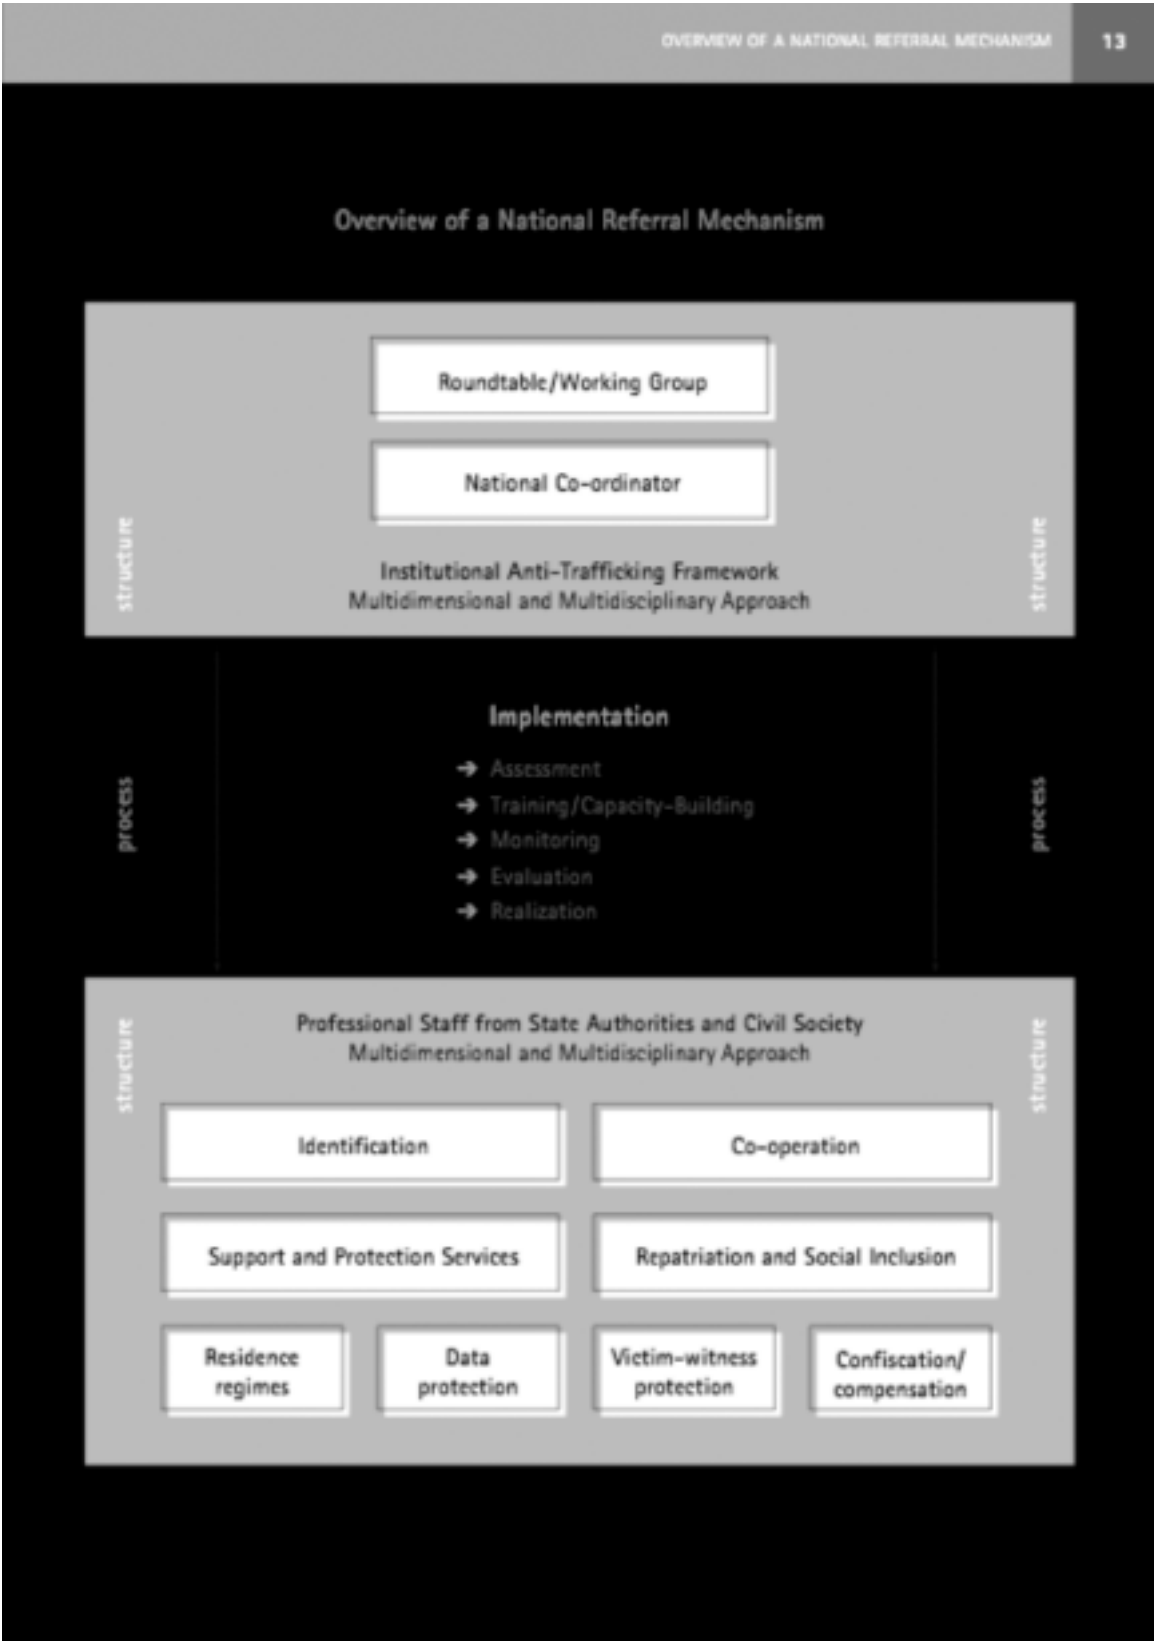 OVERVIEW OF A NATIONAL REFERRAL MECHANISM
13
Overview of a National Referral Mechanism
Roundtable/Working Group
National Co-ordinator
structure
structure
Institutional Anti-Trafficking Framework
Multidimensional and Multidisciplinary Approach
Implementation
process
process
→ Assessment
→ Training/Capacity-Building
→ Monitoring
→ Evaluation
→ Realization
structure
structure
Professional Staff from State Authorities and Civil Society
Multidimensional and Multidisciplinary Approach
Identification
Co-operation
Support and Protection Services
Repatriation and Social Inclusion
Residence
regimes
Data
protection
Victim-witness
protection
Confiscation/
compensation